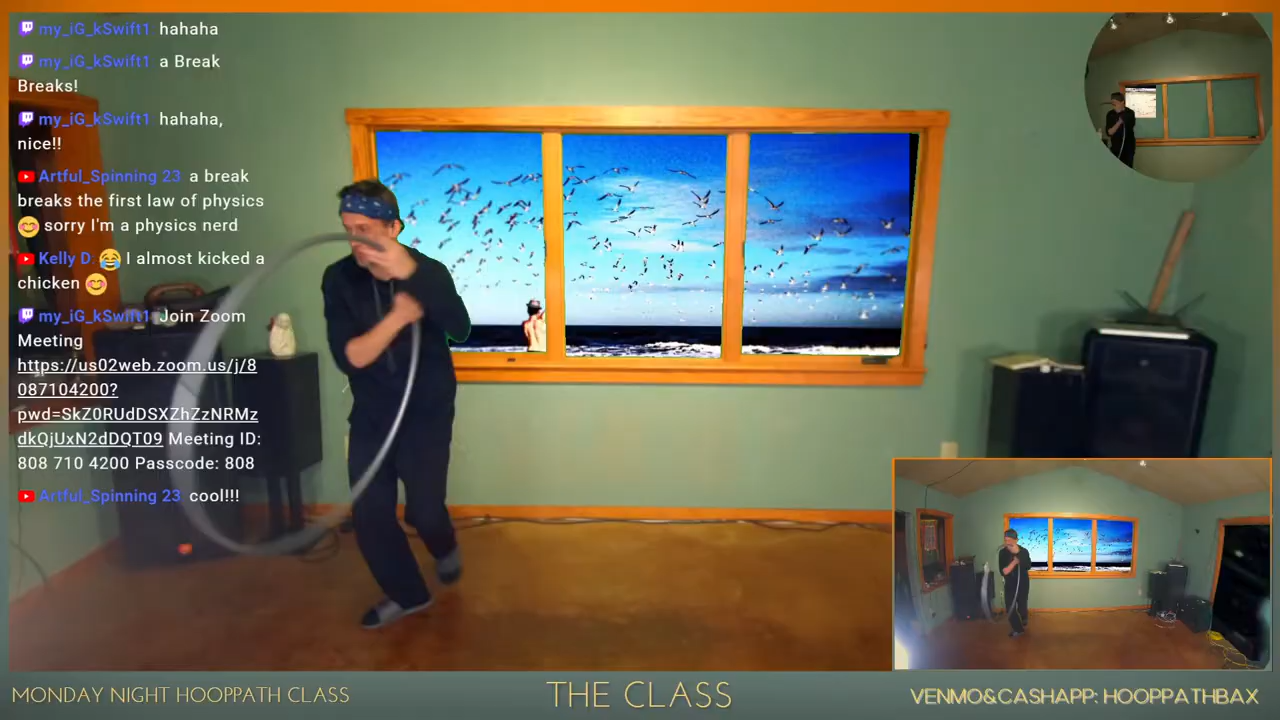 my_iG_kSwift1 hahaha
my_iG_kSwift1 a Break
Breaks!
my_iG_kSwift1 hahaha,
nice!!
Artful_Spinning 23 a break
breaks the first law of physics
😊 sorry I'm a physics nerd
Kelly D: 😂 I almost kicked a
chicken 😊
my_iG_kSwift1 Join Zoom
Meeting
https://us02web.zoom.us/j/8
087104200?
pwd=SkZ0RUdDSXZhZzNRMz
dkQjUxN2dDQT09 Meeting ID:
808 710 4200 Passcode: 808
Artful_Spinning 23 cool!!!
MONDAY NIGHT HOOPPATH CLASS
THE CLASS
VENMO&CASHAPP: HOOPPATHBAX